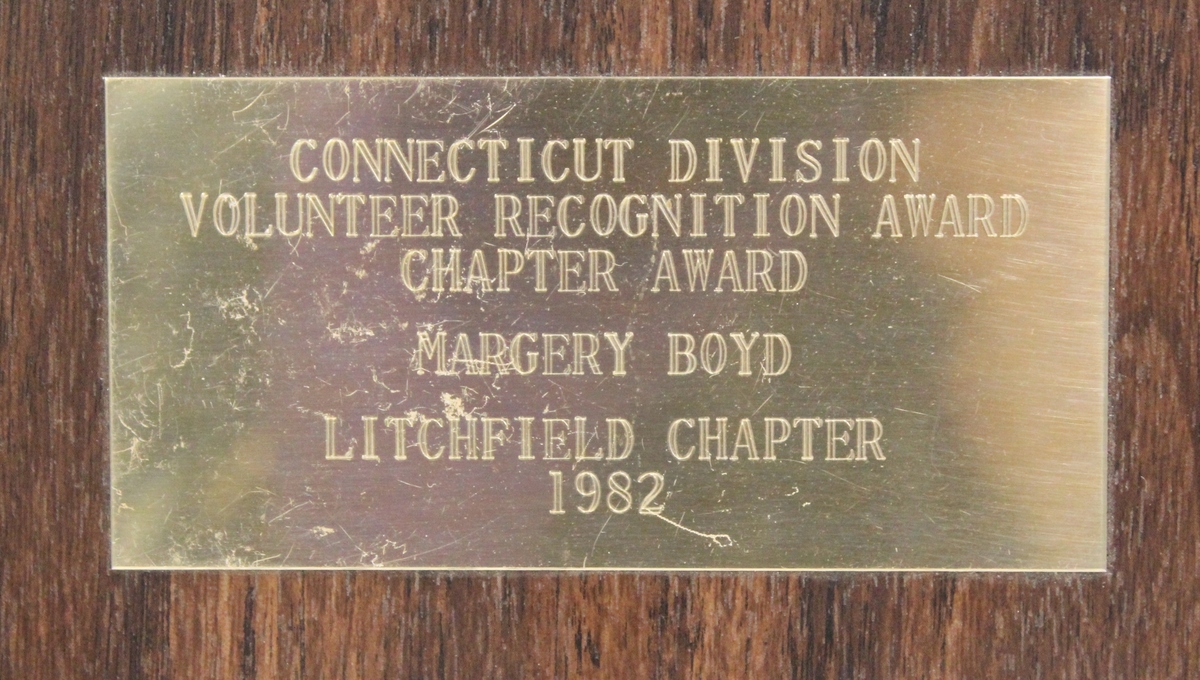 CONNECTICUT DIVISION
VOLUNTEER RECOGNITION AWARD
CHAPTER AWARD
MARGERY BOYD
LITCHFIELD CHAPTER
1982